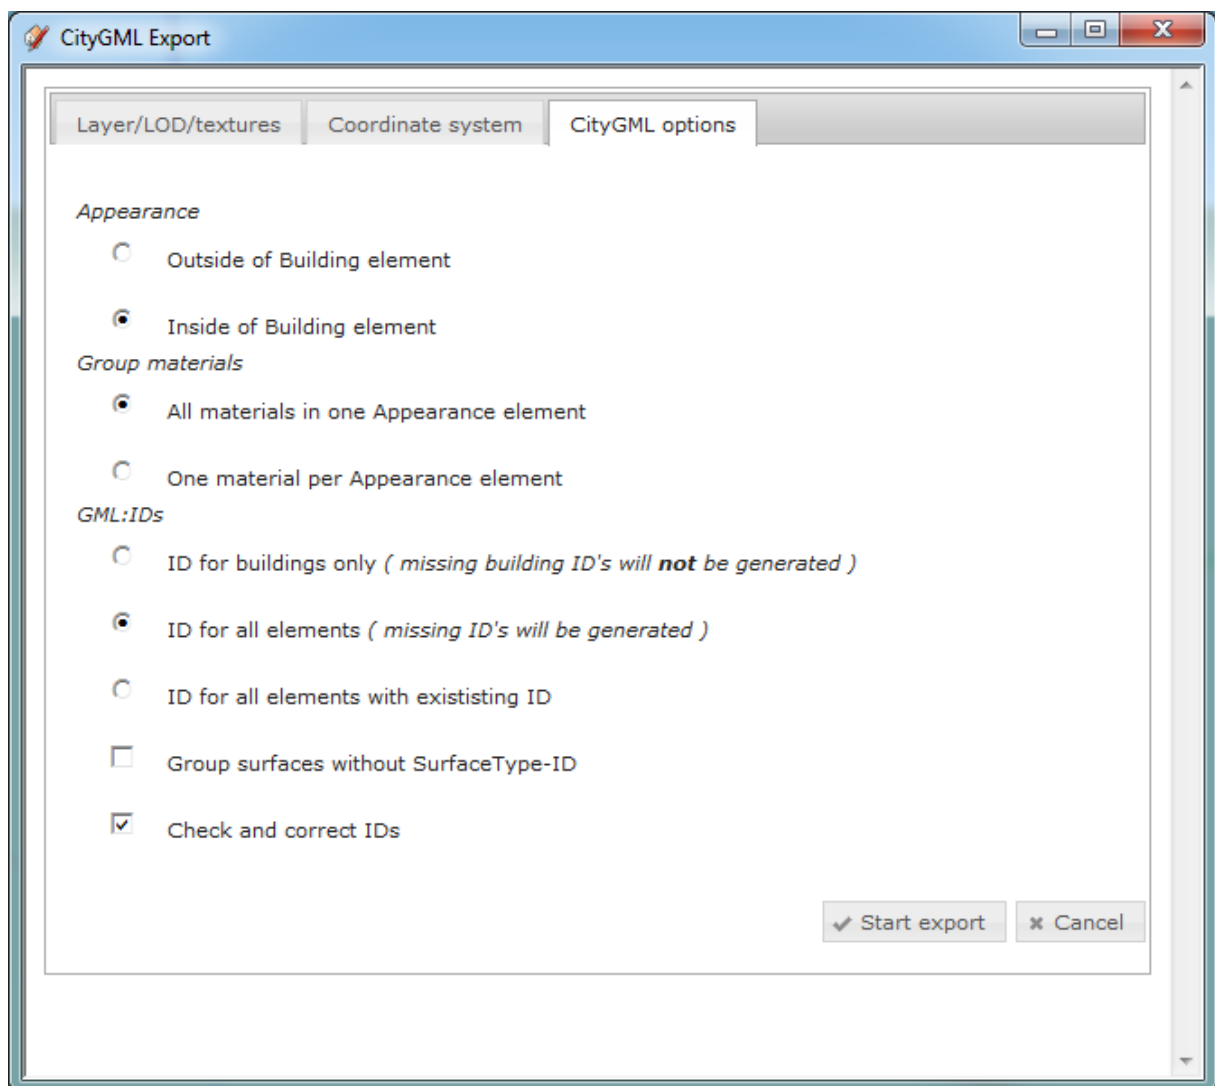 CityGML Export
Layer/LOD/textures Coordinate system CityGML options
Appearance
Outside of Building element
Inside of Building element
Group materials
All materials in one Appearance element
One material per Appearance element
GML:IDs
ID for buildings only ( missing building ID's will not be generated )
ID for all elements ( missing ID's will be generated )
ID for all elements with exististing ID
Group surfaces without SurfaceType-ID
Check and correct IDs
Start export Cancel